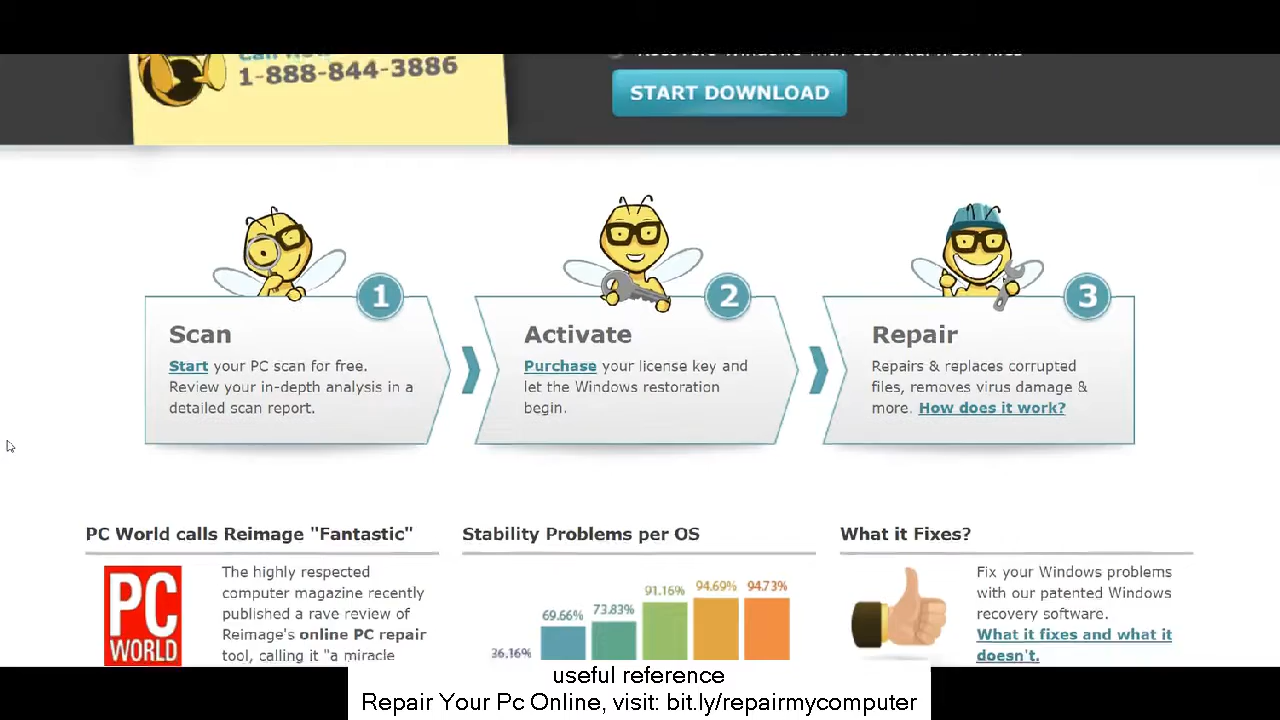 Call now
1-888-844-3886
START DOWNLOAD
1
2
3
Scan
Start your PC scan for free.
Review your in-depth analysis in a
detailed scan report.
Activate
Purchase your license key and
let the Windows restoration
begin.
Repair
Repairs & replaces corrupted
files, removes virus damage &
more. How does it work?
PC World calls Reimage "Fantastic"
PC
WORLD
The highly respected
computer magazine recently
published a rave review of
Reimage's online PC repair
tool, calling it "a miracle
Stability Problems per OS
36.16%
69.66%
73.83%
91.16%
94.69%
94.73%
What it Fixes?
Fix your Windows problems
with our patented Windows
recovery software.
What it fixes and what it
doesn't.
useful reference
Repair Your Pc Online, visit: bit.ly/repairmycomputer